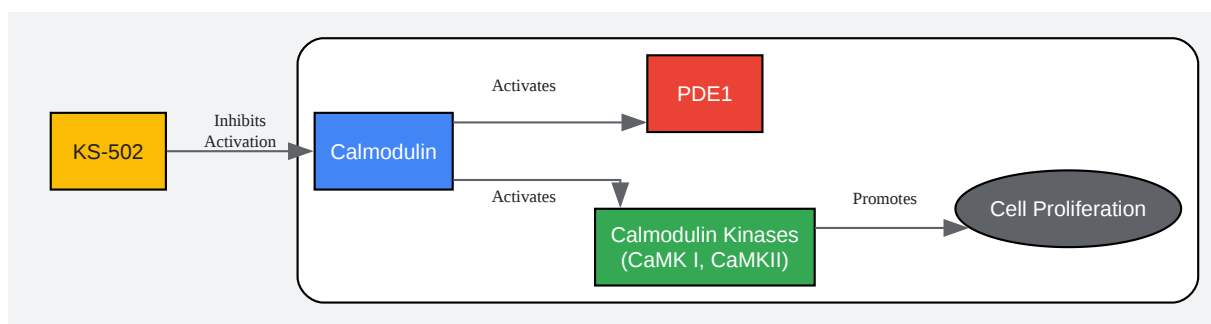 KS-502
Inhibits
Activation
Calmodulin
Activates
PDE1
Activates
Calmodulin Kinases
(CaMK I, CaMKII)
Promotes
Cell Proliferation